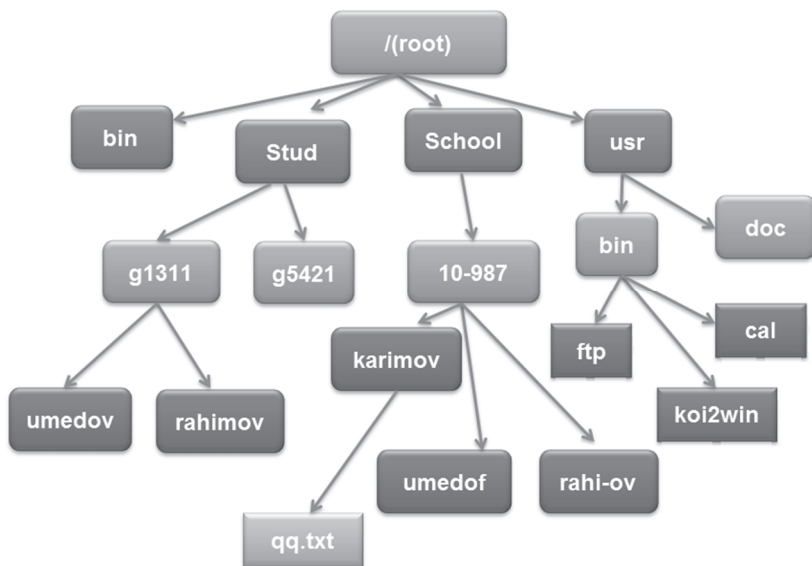 /(root)
bin
Stud
School
usr
g1311
g5421
10-987
bin
doc
umedov
rahimov
karimov
ftp
cal
koi2win
umedof
rahi-ov
qq.txt